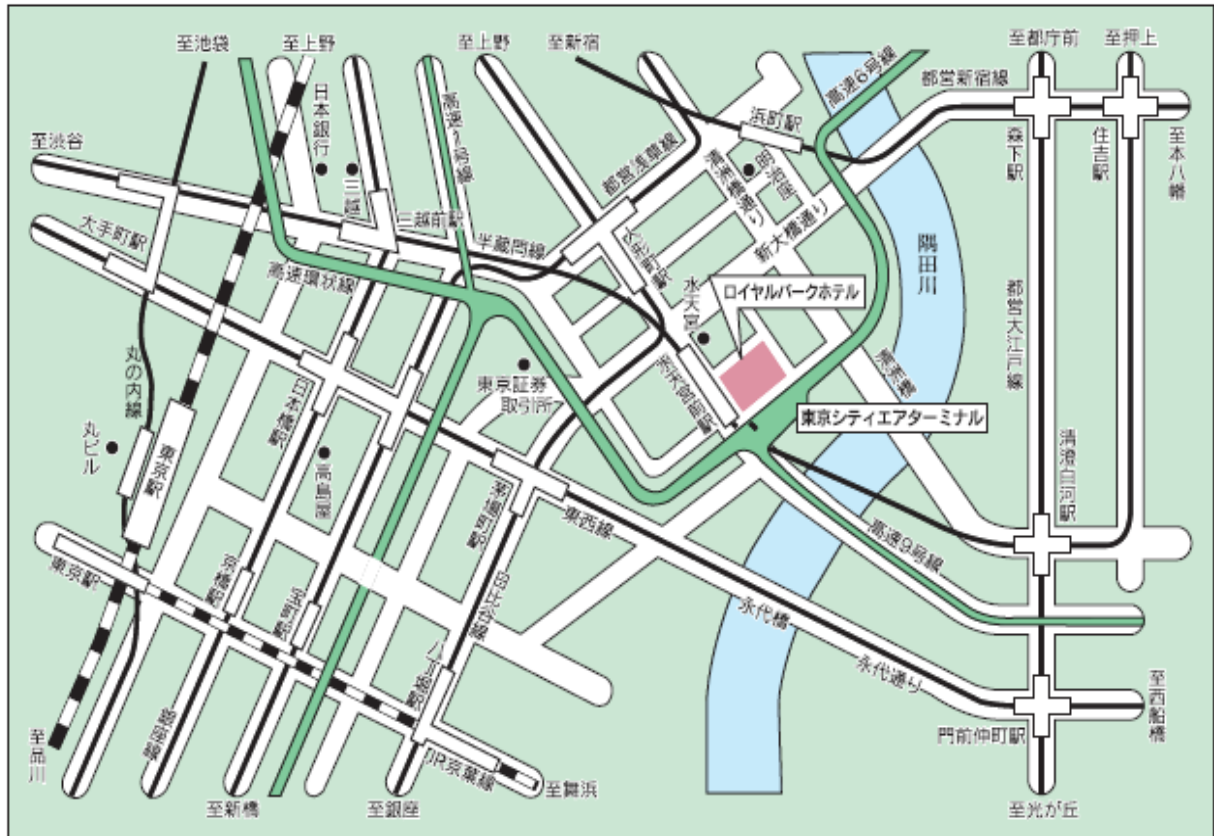 至池袋
至上野
至上野
至新宿
至都庁前
至押上
高速6号線
都営新宿線
日本銀行
高速1号線
浜町駅
至渋谷
三越
都営浅草線
清洲橋通り
明治座
森下駅
住吉駅
至本八幡
三越前駅
大手町駅
半蔵門線
人形町駅
新大橋通り
隅田川
高速環状線
水天宮
ロイヤルパークホテル
都営大江戸線
丸の内線
東京証券
取引所
水天宮前駅
清洲橋
日本橋駅
東京シティエアターミナル
丸ビル
東京駅
高島屋
清澄白河駅
茅場町駅
東西線
高速9号線
東京駅
京橋駅
宝町駅
日比谷線
永代橋
永代通り
八丁堀駅
至西船橋
銀座線
門前仲町駅
至品川
JR京葉線
至新橋
至銀座
至舞浜
至光が丘